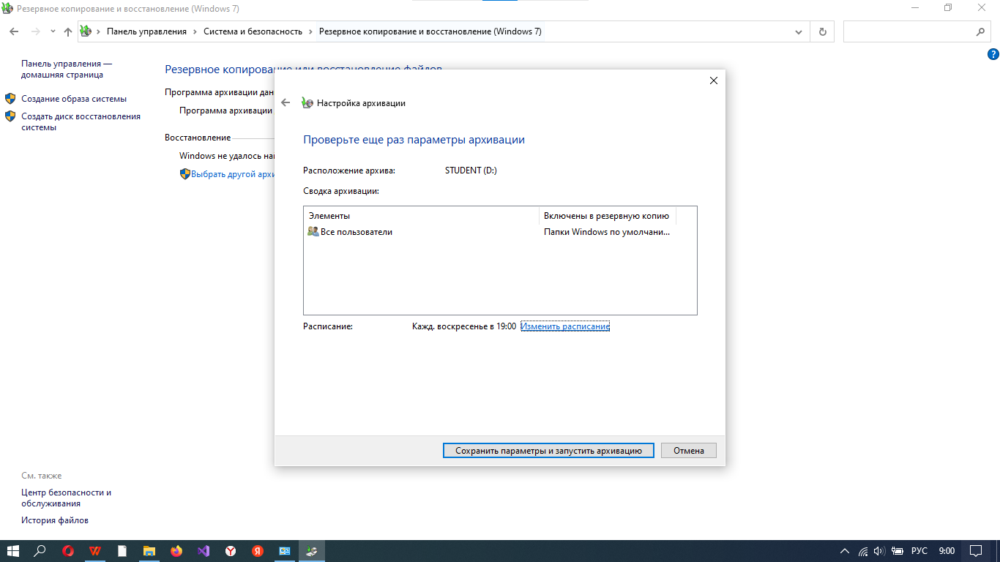 Резервное копирование и восстановление (Windows 7)
Панель управления
Система и безопасность
Резервное копирование и восстановление (Windows 7)
Панель управления —
домашняя страница
Создание образа системы
Создать диск восстановления
системы
Резервное копирование или восстановление файлов
Программа архивации
Программа архивации
Восстановление
Windows не удалось
Выбрать другой
Настройка архивации
Проверьте еще раз параметры архивации
Расположение архива: STUDENT (D:)
Сводка архивации:
Элементы Включены в резервную копию
Все пользователи Папки Windows по умолчани...
Расписание: Кажд. воскресенье в 19:00 Изменить расписание
Сохранить параметры и запустить архивацию Отмена
См. также
Центр безопасности и
обслуживания
История файлов
РУС 9:00